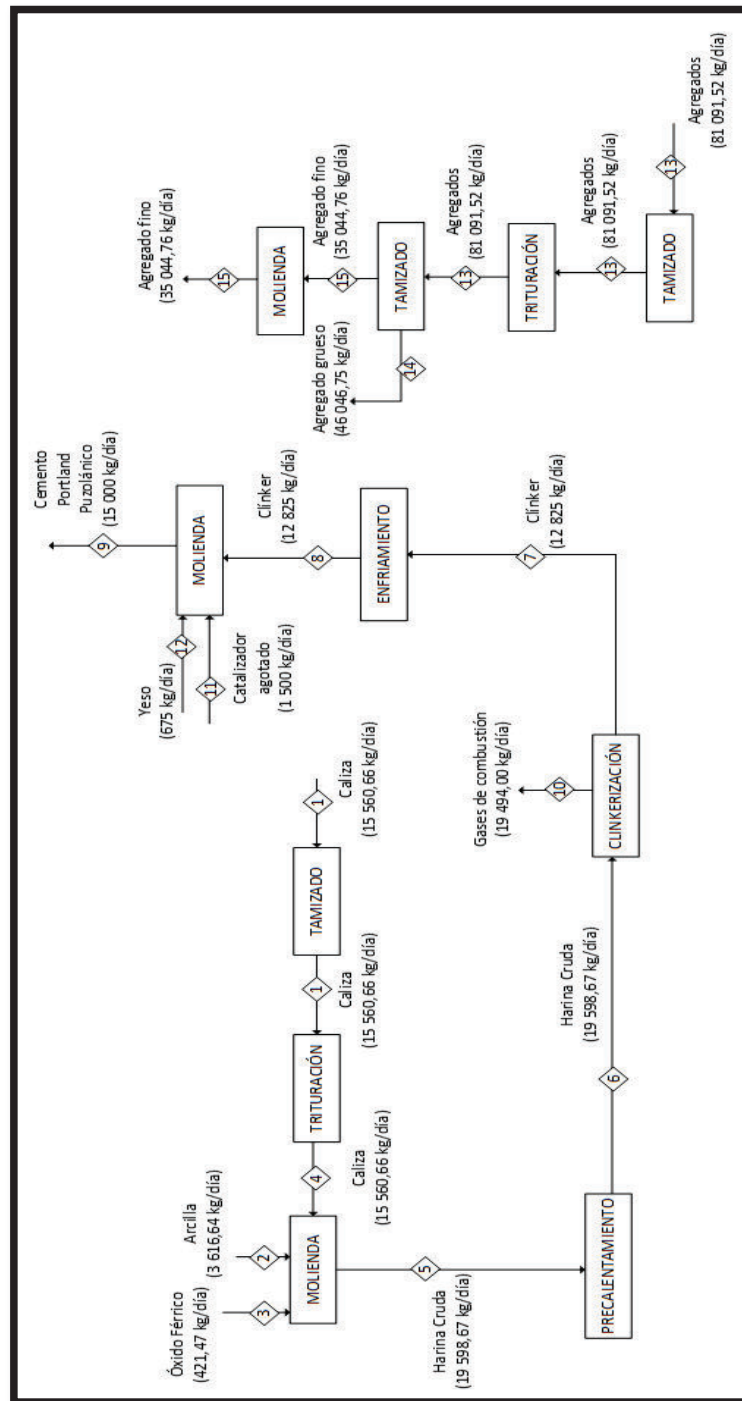 Óxido Férrico
(421,47 kg/día)
3
Arcilla
(3 616,64 kg/día)
2
MOLIENDA
4
Caliza
(15 560,66 kg/día)
TRITURACIÓN
1
Caliza
(15 560,66 kg/día)
TAMIZADO
1
Caliza
(15 560,66 kg/día)
5
Harina Cruda
(19 598,67 kg/día)
PRECALENTAMIENTO
6
Harina Cruda
(19 598,67 kg/día)
CLINKERIZACIÓN
10
Gases de combustión
(19 494,00 kg/día)
7
Clínker
(12 825 kg/día)
ENFRIAMIENTO
8
Clínker
(12 825 kg/día)
MOLIENDA
Yeso
(675 kg/día)
12
11
Catalizador
agotado
(1 500 kg/día)
9
Cemento
Portland
Puzolánico
(15 000 kg/día)
Agregado fino
(35 044,76 kg/día)
15
MOLIENDA
15
Agregado fino
(35 044,76 kg/día)
TAMIZADO
14
Agregado grueso
(46 046,75 kg/día)
13
Agregados
(81 091,52 kg/día)
TRITURACIÓN
13
Agregados
(81 091,52 kg/día)
TAMIZADO
13
Agregados
(81 091,52 kg/día)